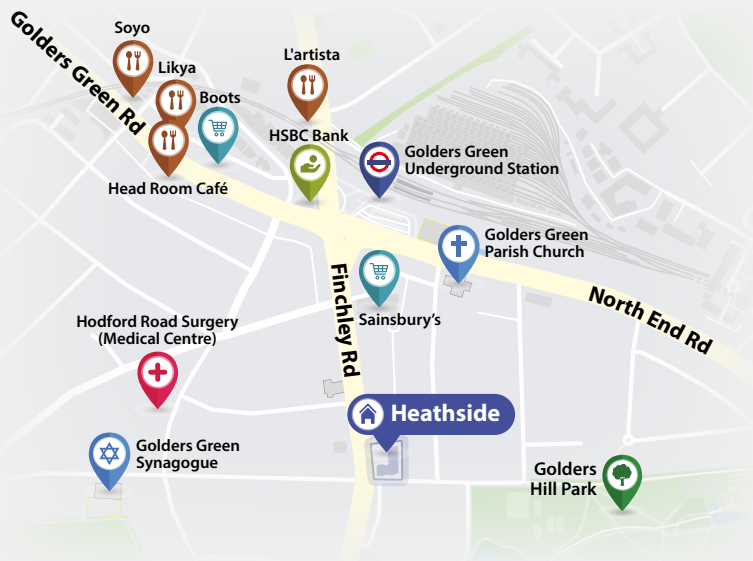 Soyo
Golders Green Rd
Likya
L'artista
Boots
HSBC Bank
Golders Green
Underground Station
Head Room Café
Golders Green
Parish Church
Finchley Rd
Sainsbury's
North End Rd
Hodford Road Surgery
(Medical Centre)
Heathside
Golders Green
Synagogue
Golders
Hill Park